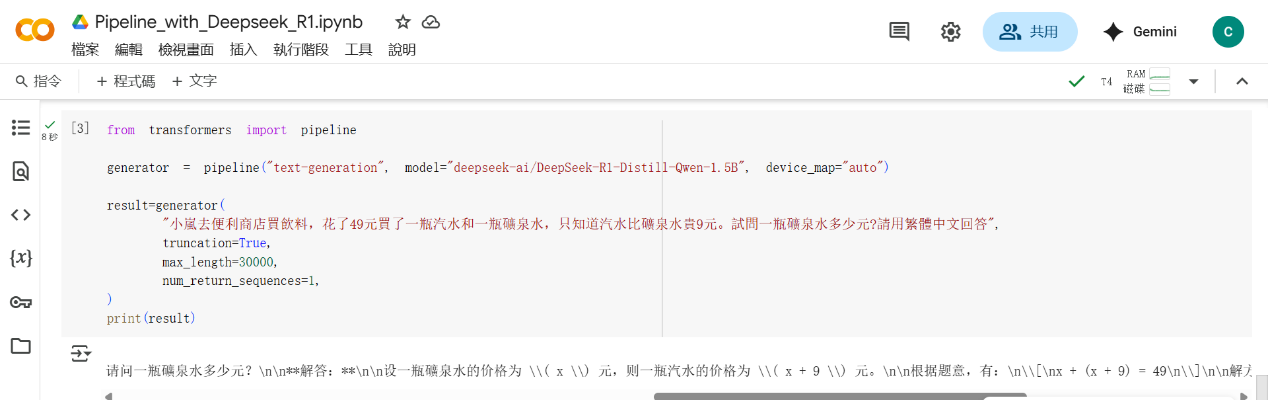 Pipeline_with_Deepseek_R1.ipynb
檔案 編輯 檢視畫面 插入 執行階段 工具 說明
共用 Gemini C
指令 + 程式碼 + 文字
T4 RAM 磁碟
8 秒
[3] from transformers import pipeline
generator = pipeline("text-generation", model="deepseek-ai/DeepSeek-R1-Distill-Qwen-1.5B", device_map="auto")
result=generator(
"小嵐去便利商店買飲料, 花了49元買了一瓶汽水和一瓶礦泉水, 只知道汽水比礦泉水貴9元。試問一瓶礦泉水多少元?請用繁體中文回答",
truncation=True,
max_length=30000,
num_return_sequences=1,
)
print(result)
请问一瓶礦泉水多少元? \n\n**解答: **\n\n设一瓶礦泉水的价格为 \\( x \\) 元, 则一瓶汽水的价格为 \\( x + 9 \\) 元。\n\n根据题意, 有: \n\\[\nx + (x + 9) = 49\n\\]\n\n解方